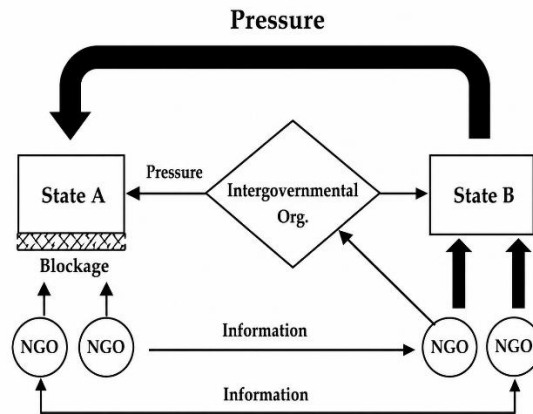 Pressure
Pressure
State A
Intergovernmental
Org.
State B
Blockage
NGO
NGO
Information
NGO
NGO
Information